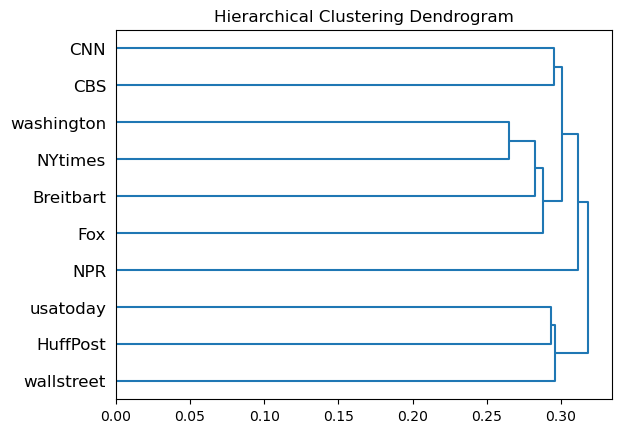 Hierarchical Clustering Dendrogram
CNN
CBS
washington
NYtimes
Breitbart
Fox
NPR
usatoday
HuffPost
wallstreet
0.00 0.05 0.10 0.15 0.20 0.25 0.30